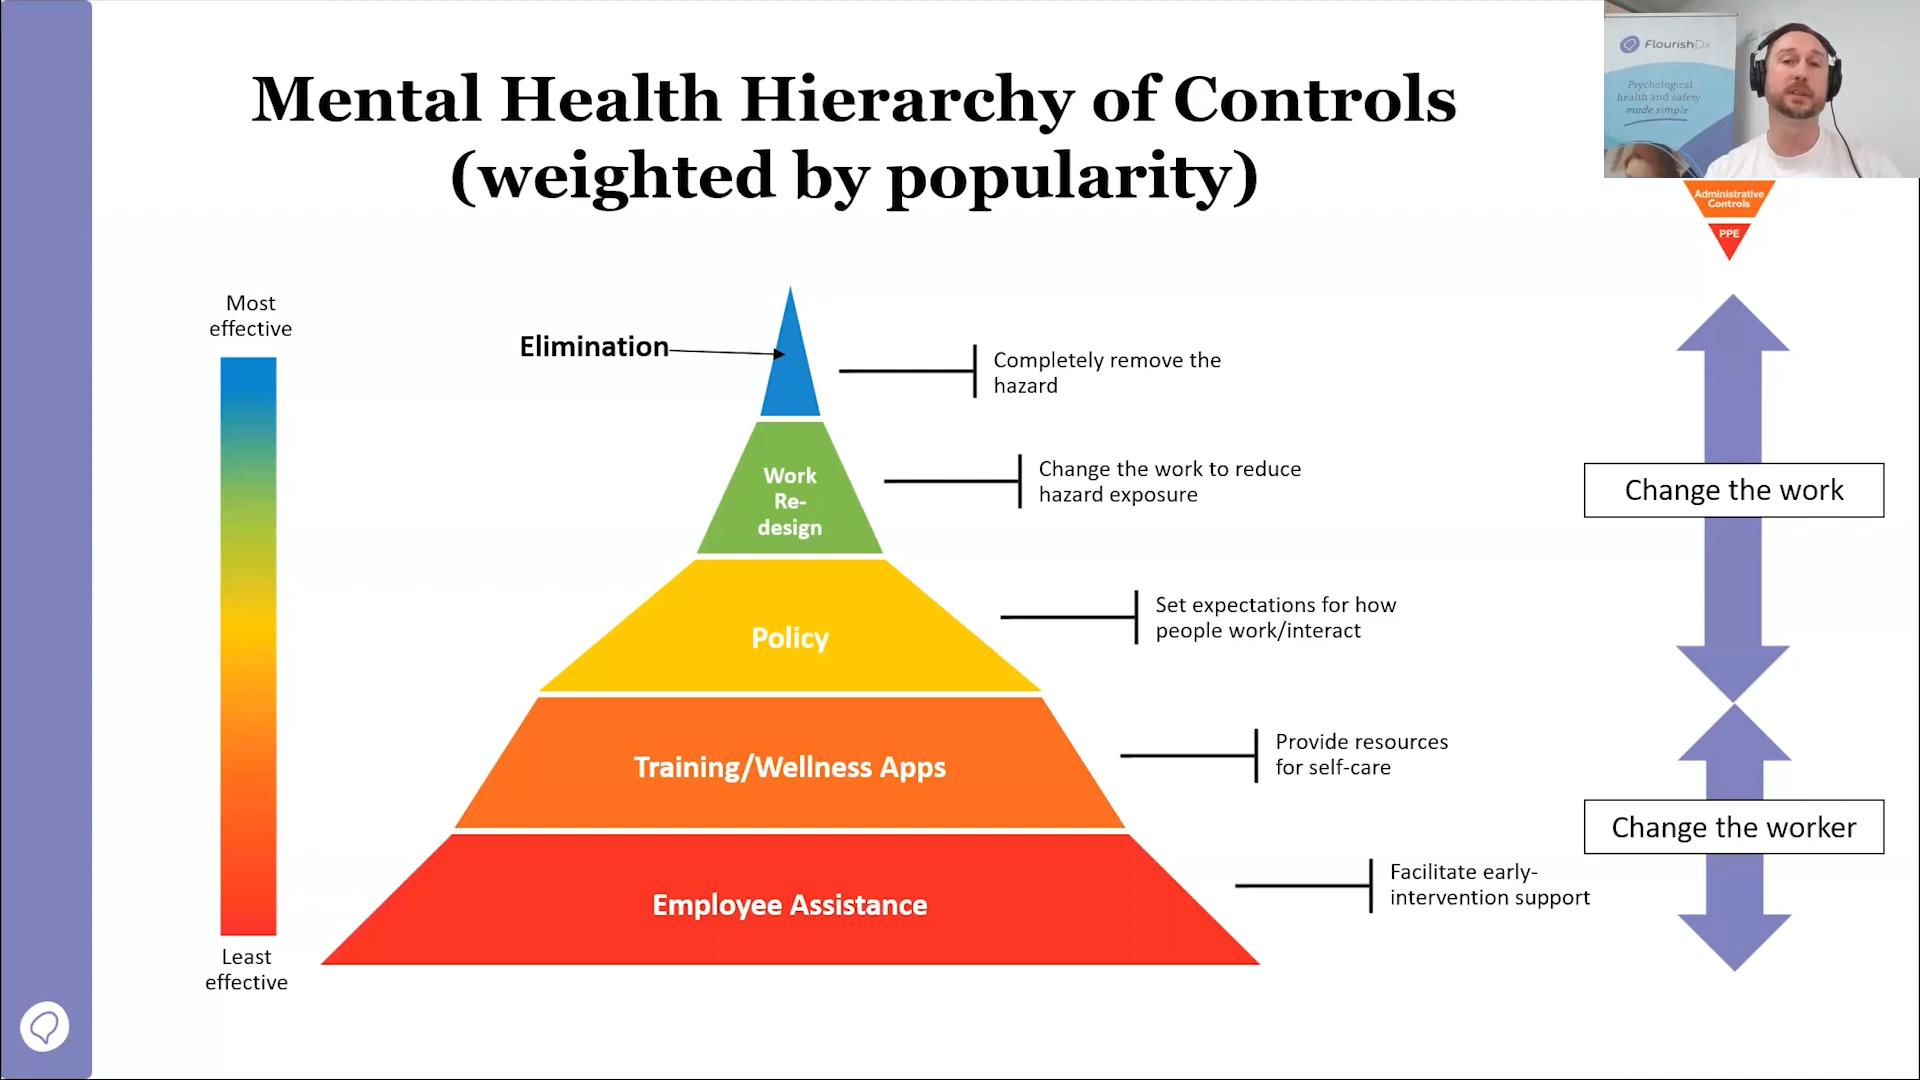 Mental Health Hierarchy of Controls
(weighted by popularity)
FlourishDx
Psychological
health and safety
made simple
Administrative
Controls
PPE
Most
effective
Elimination
Completely remove the
hazard
Work
Re-
design
Change the work to reduce
hazard exposure
Change the work
Policy
Set expectations for how
people work/interact
Training/Wellness Apps
Provide resources
for self-care
Change the worker
Employee Assistance
Facilitate early-
intervention support
Least
effective